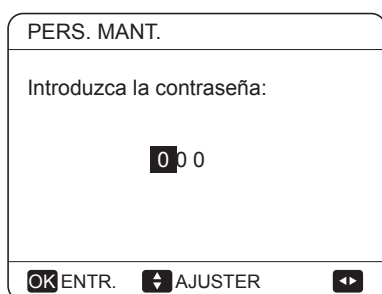 PERS. MANT.
Introduzca la contraseña:
0 0 0
OK ENTR. AJUSTER